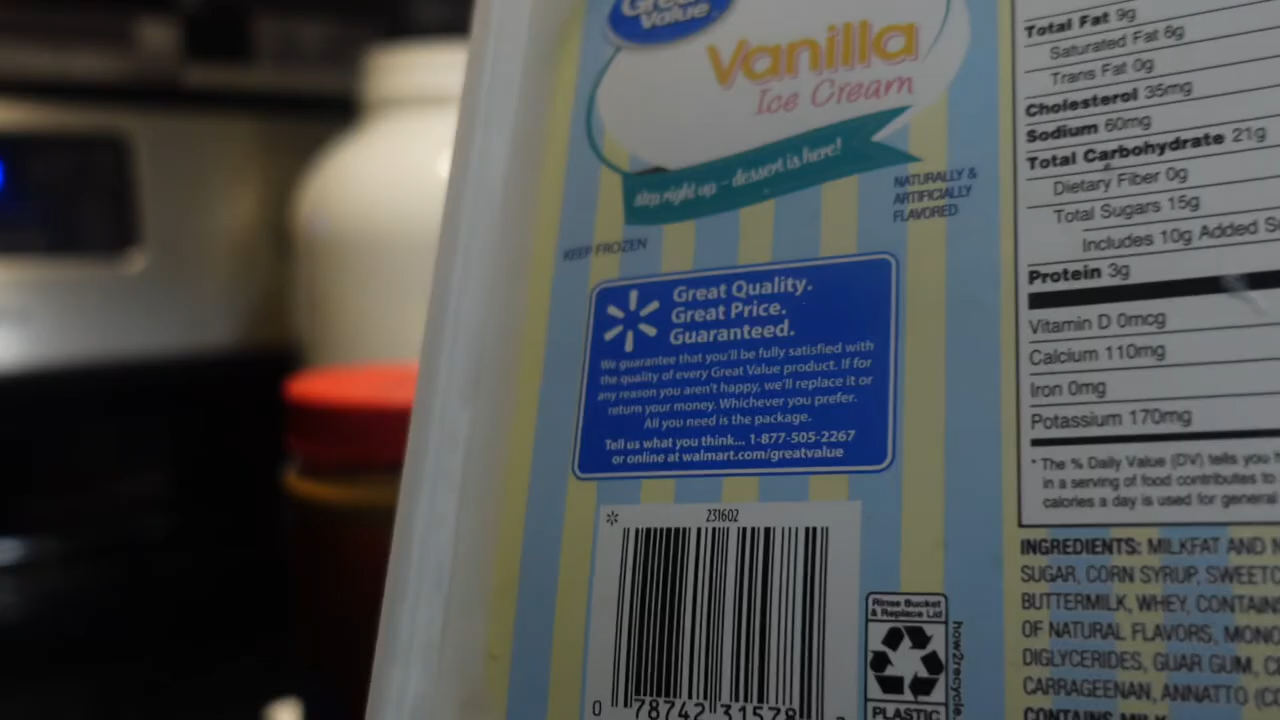 Great
Value
Vanilla
Ice Cream
step right up - dessert is here!
NATURALLY &
ARTIFICIALLY
FLAVORED
KEEP FROZEN
Great Quality.
Great Price.
Guaranteed.
We guarantee that you'll be fully satisfied with
the quality of every Great Value product. If for
any reason you aren't happy, we'll replace it or
return your money. Whichever you prefer.
All you need is the package.
Tell us what you think... 1-877-505-2267
or online at walmart.com/greatvalue
231602
0 78742 31578
Rinse Bucket
& Replace Lid
PLASTIC
how2recycle.
Total Fat 9g
Saturated Fat 6g
Trans Fat 0g
Cholesterol 35mg
Sodium 60mg
Total Carbohydrate 21g
Dietary Fiber 0g
Total Sugars 15g
Includes 10g Added
Protein 3g
Vitamin D 0mcg
Calcium 110mg
Iron 0mg
Potassium 170mg
* The % Daily Value (DV) tells you
in a serving of food contributes to
calories a day is used for general
INGREDIENTS: MILKFAT AND
SUGAR, CORN SYRUP,
BUTTERMILK, WHEY,
OF NATURAL FLAVORS,
DIGLYCERIDES, GUAR GUM,
CARRAGEENAN, ANNATTO
CONTAINS